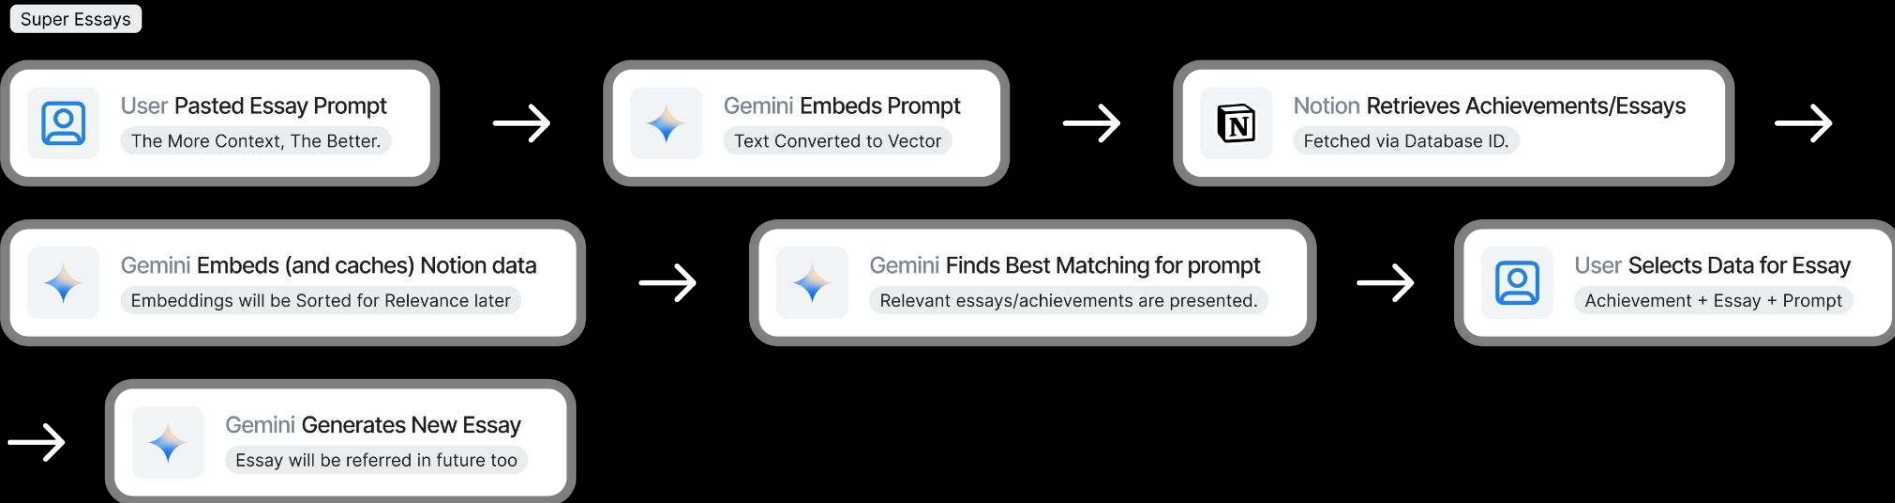 Super Essays
User Pasted Essay Prompt
The More Context, The Better.
Gemini Embeds Prompt
Text Converted to Vector
N
Notion Retrieves Achievements/Essays
Fetched via Database ID.
Gemini Embeds (and caches) Notion data
Embeddings will be Sorted for Relevance later
Gemini Finds Best Matching for prompt
Relevant essays/achievements are presented.
User Selects Data for Essay
Achievement + Essay + Prompt
Gemini Generates New Essay
Essay will be referred in future too